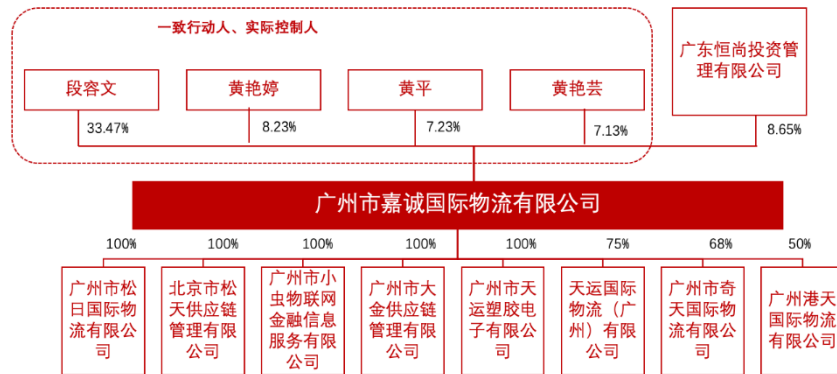 一致行动人、实际控制人
广东恒尚投资管
理有限公司
段容文
黄艳婷
黄平
黄艳芸
33.47%
8.23%
7.23%
7.13%
8.65%
广州市嘉诚国际物流有限公司
100%
100%
100%
100%
100%
75%
68%
50%
广州市松
日国际物
流有限公
司
北京市松
天供应链
管理有限
公司
广州市小
虫物联网
金融信息
服务有限
公司
广州市大
金供应链
管理有限
公司
广州市天
运塑胶电
子有限公
司
天运国际
物流（广
州）有限
公司
广州市奇
天国际物
流有限公
司
广州港天
国际物流
有限公司